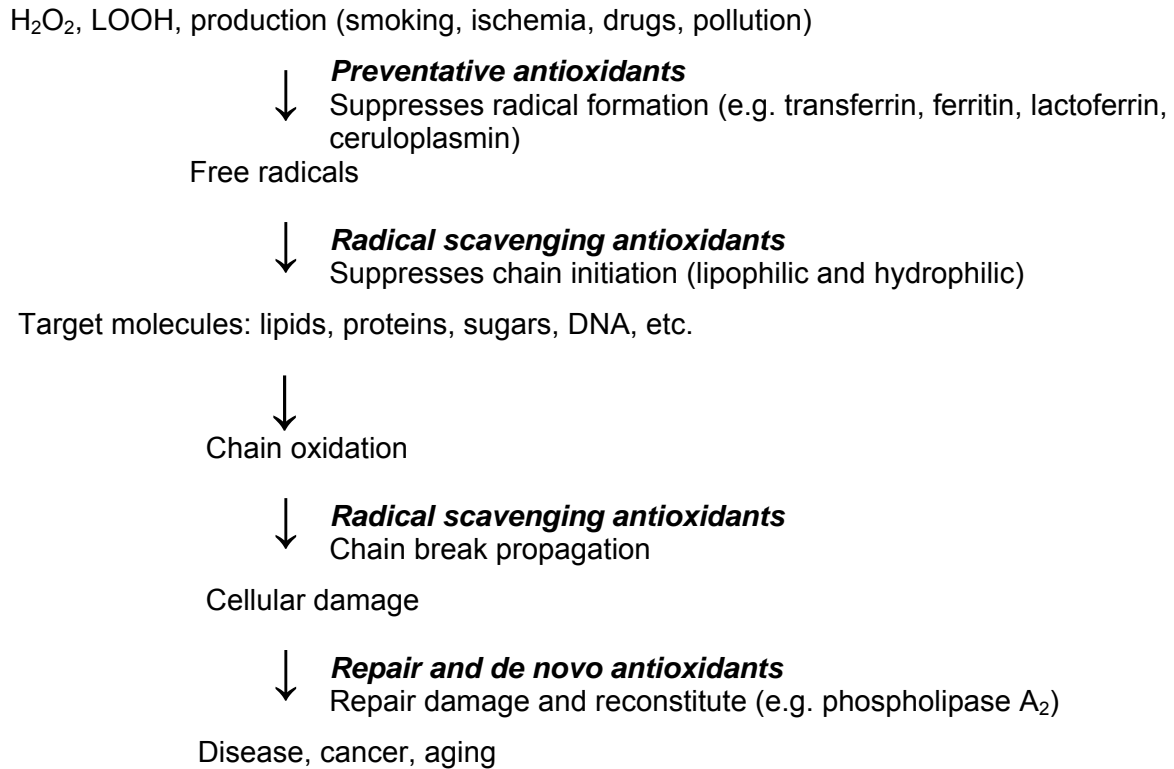 H₂O₂, LOOH, production (smoking, ischemia, drugs, pollution)
↓
Preventative antioxidants
Suppresses radical formation (e.g. transferrin, ferritin, lactoferrin,
ceruloplasmin)
Free radicals
↓
Radical scavenging antioxidants
Suppresses chain initiation (lipophilic and hydrophilic)
Target molecules: lipids, proteins, sugars, DNA, etc.
↓
Chain oxidation
↓
Radical scavenging antioxidants
Chain break propagation
Cellular damage
↓
Repair and de novo antioxidants
Repair damage and reconstitute (e.g. phospholipase A₂)
Disease, cancer, aging